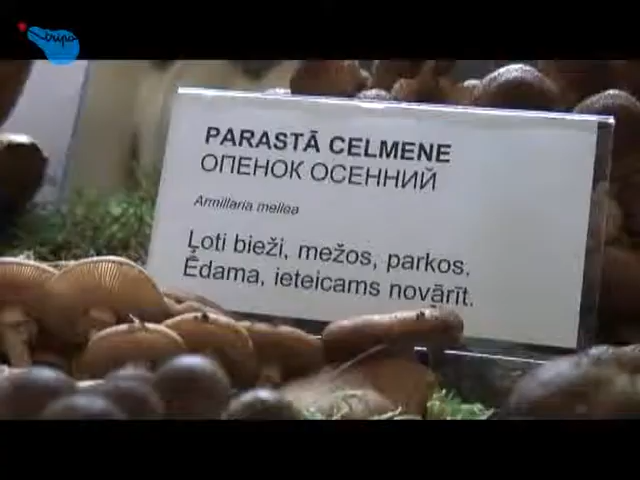 PARASTĀ CELMENE
ОПЕНОК ОСЕННИЙ
Armillaria mellea
Ļoti bieži, mežos, parkos.
Ēdama, ieteicams novārīt.